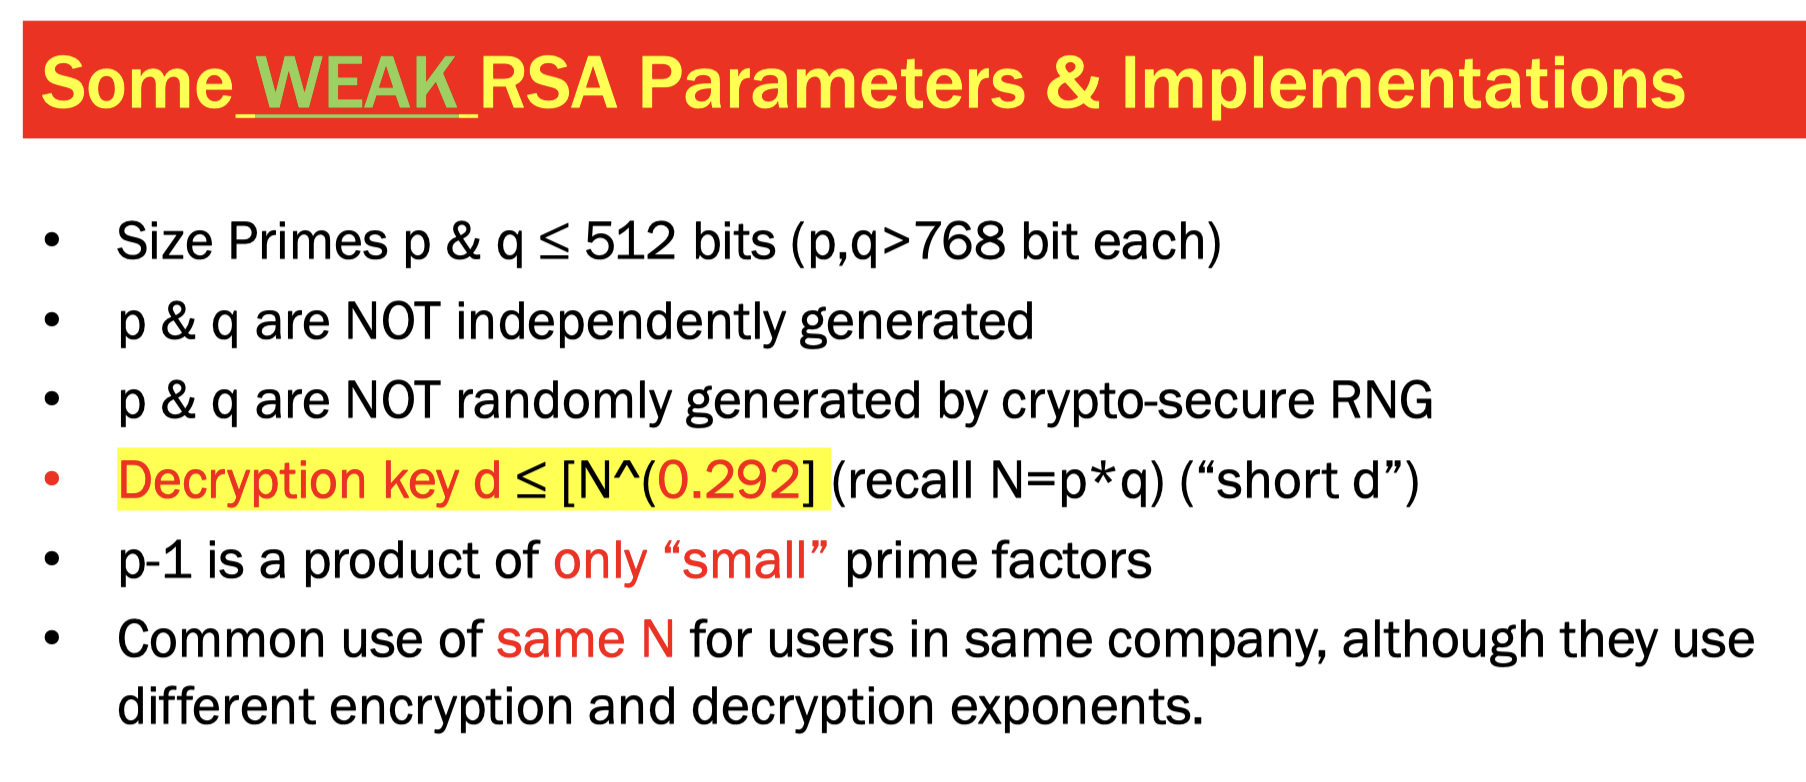 Some WEAK RSA Parameters & Implementations
• Size Primes p & q ≤ 512 bits (p,q>768 bit each)
• p & q are NOT independently generated
• p & q are NOT randomly generated by crypto-secure RNG
• Decryption key d ≤ [N^(0.292] (recall N=p*q) (“short d”)
• p-1 is a product of only “small” prime factors
• Common use of same N for users in same company, although they use
different encryption and decryption exponents.